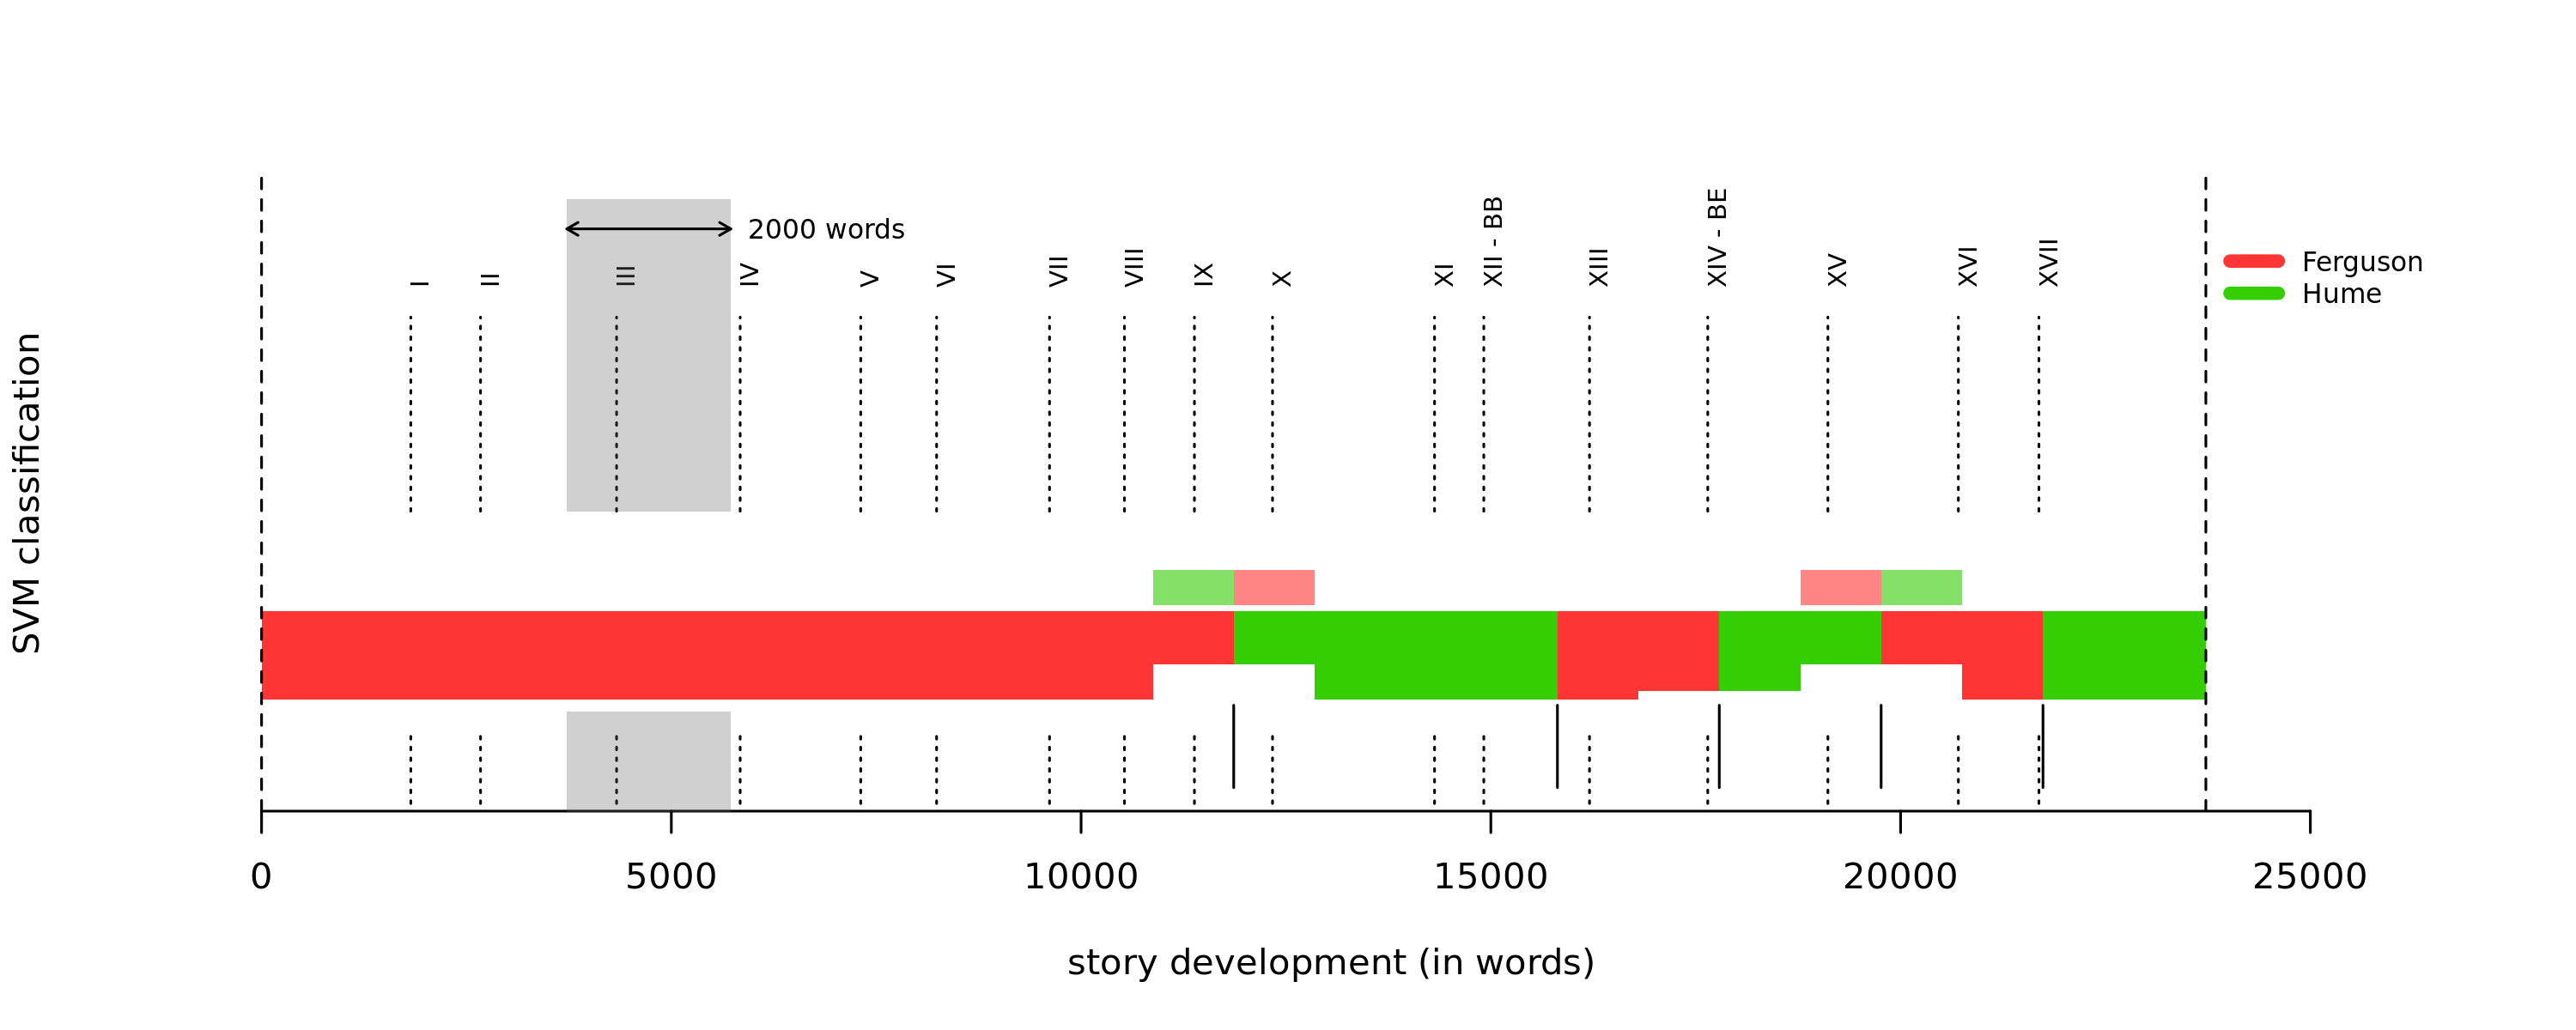 2000 words
I
II
III
IV
V
VI
VII
VIII
IX
X
XI
XII - BB
XIII
XIV - BE
XV
XVI
XVII
Ferguson
Hume
SVM classification
0
5000
10000
15000
20000
25000
story development (in words)